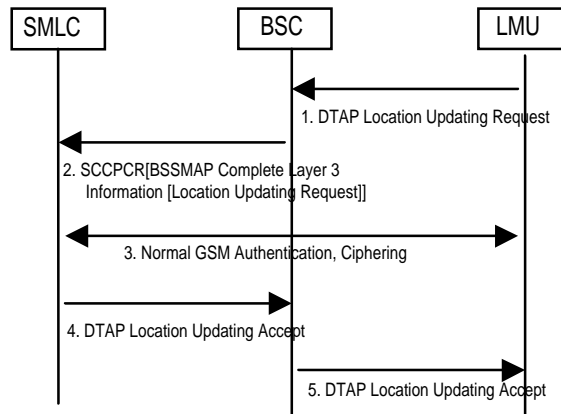 SMLC
BSC
LMU
1. DTAP Location Updating Request
2. SCCPCR[BSSMAP Complete Layer 3
Information [Location Updating Request]]
3. Normal GSM Authentication, Ciphering
4. DTAP Location Updating Accept
5. DTAP Location Updating Accept